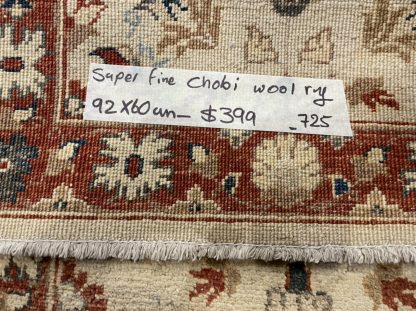 Super fine Chobi wool rug
92x60cm - $399 -725